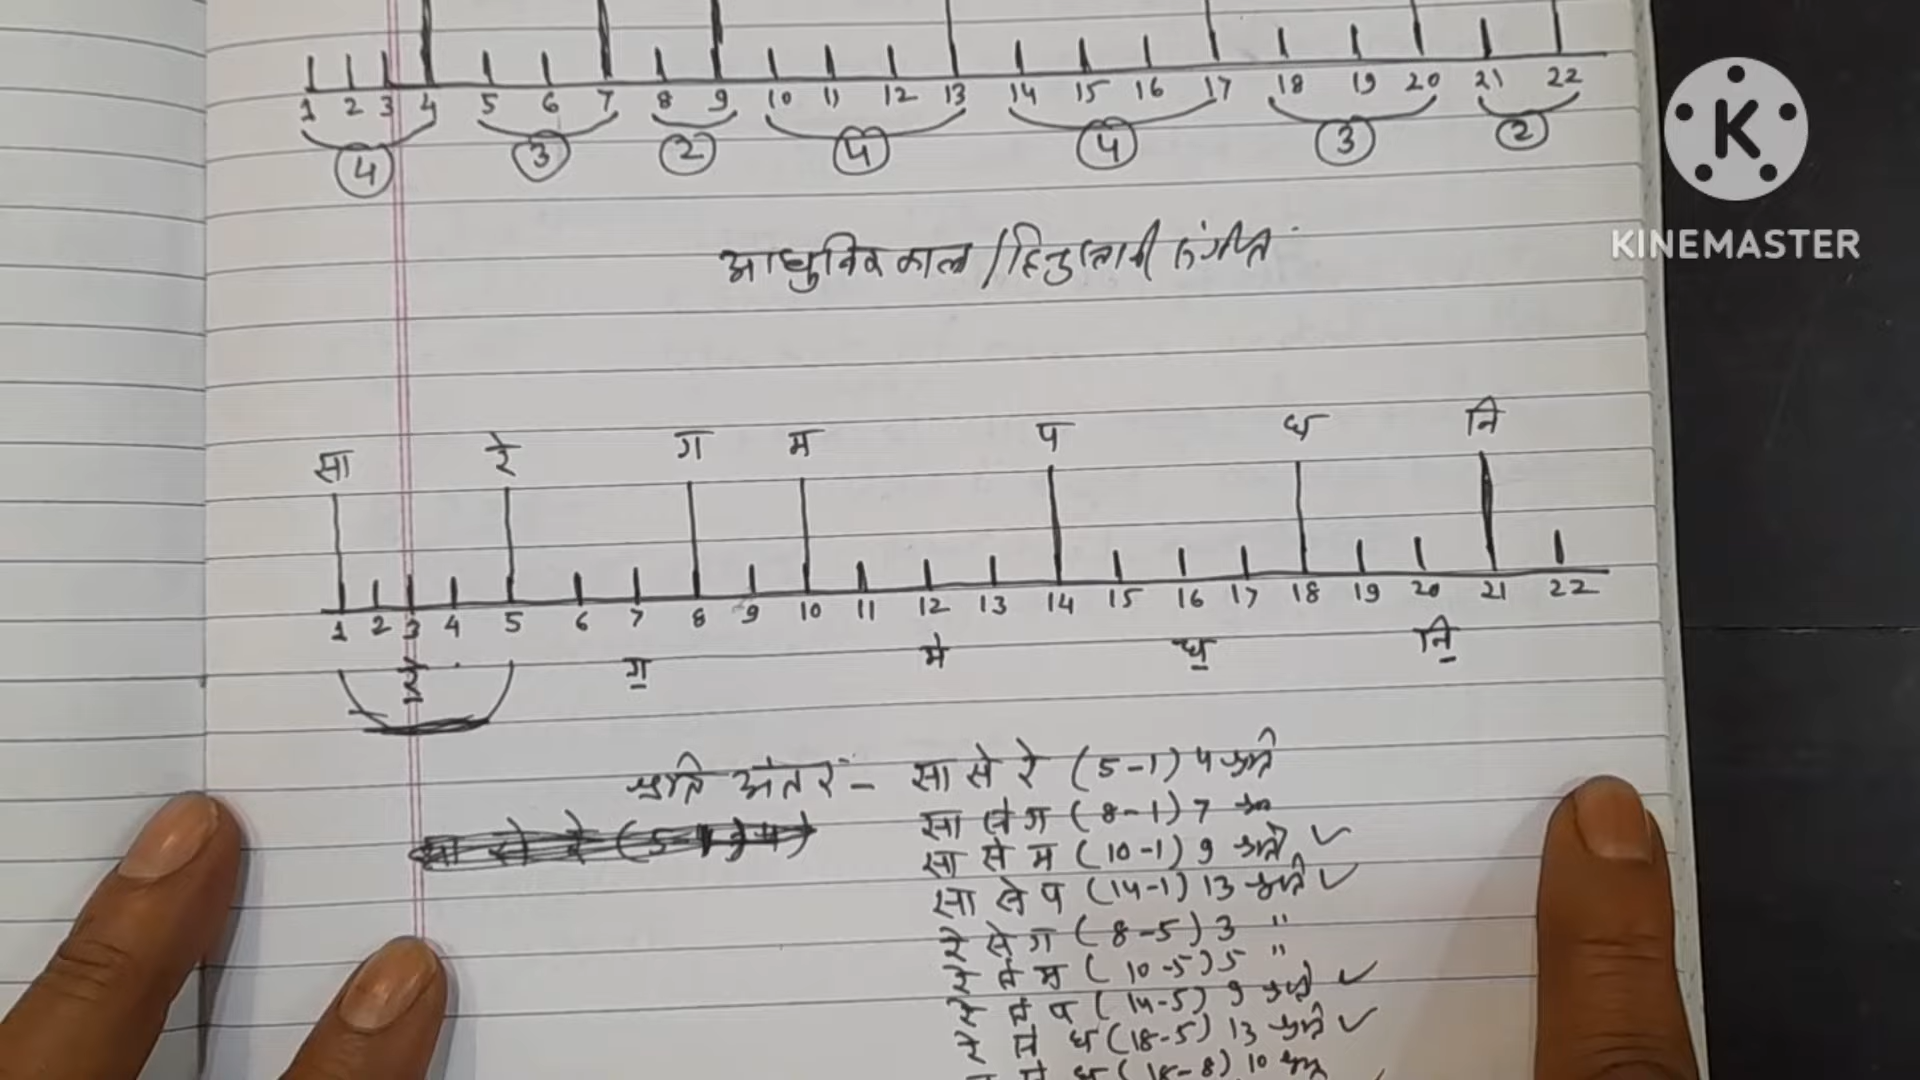 1 2 3 4 5 6 7 8 9 10 11 12 13 14 15 16 17 18 19 20 21 22
4 3 2 4 4 3 2
K
KINEMASTER
आधुनिक काल / हिन्दुस्तानी संगीत
सा रे ग म प ध नि
1 2 3 4 5 6 7 8 9 10 11 12 13 14 15 16 17 18 19 20 21 22
रे॒ ग॒ मे ध॒ नि॒
श्रुति अंतर :- सा से रे (5-1) 4 श्रुति
सा से ग (8-1) 7
सा से म (10-1) 9 श्रुति ✓
सा से प (14-1) 13 श्रुति ✓
रे से ग (8-5) 3 "
रे से म (10-5) 5 "
रे से प (14-5) 9 श्रुति ✓
रे से ध (18-5) 13 श्रुति ✓
ध (18-8) 10